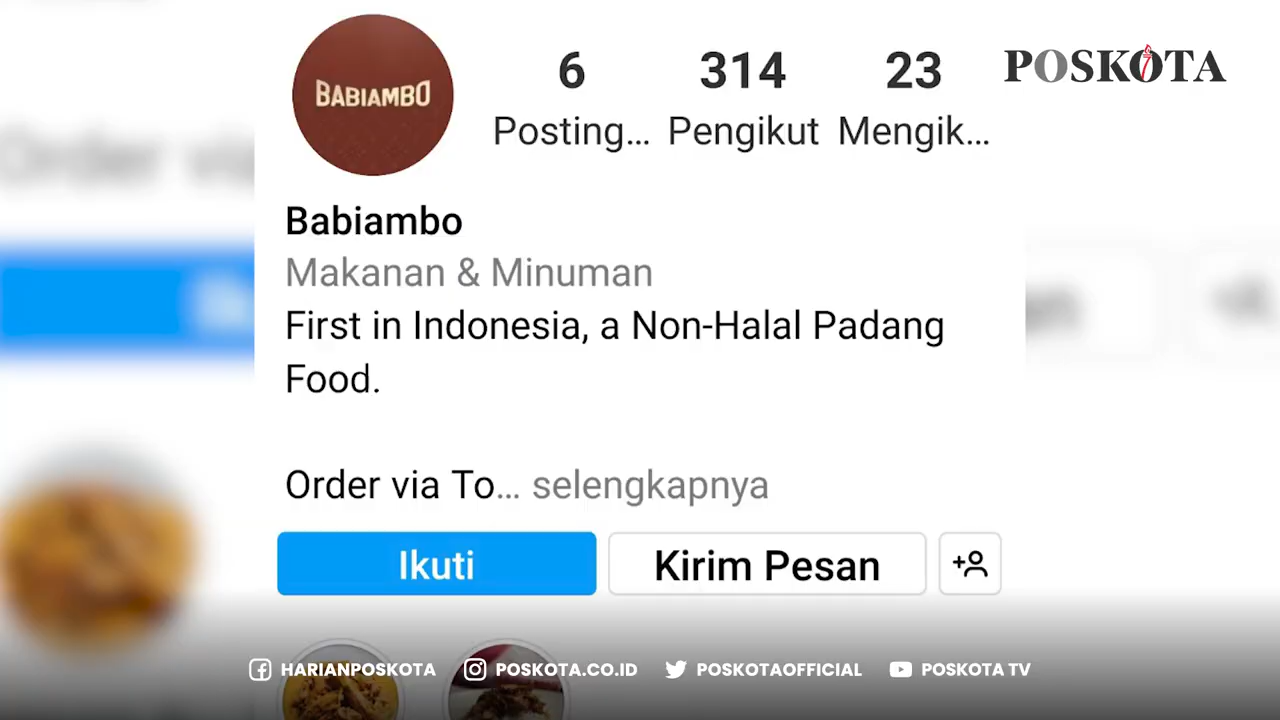 BABIAMBO
6 314 23
Posting... Pengikut Mengik...
POSKOTA
Babiambo
Makanan & Minuman
First in Indonesia, a Non-Halal Padang
Food.
Order via To... selengkapnya
Ikuti Kirim Pesan
HARIANPOSKOTA POSKOTA.CO.ID POSKOTAOFFICIAL POSKOTA TV